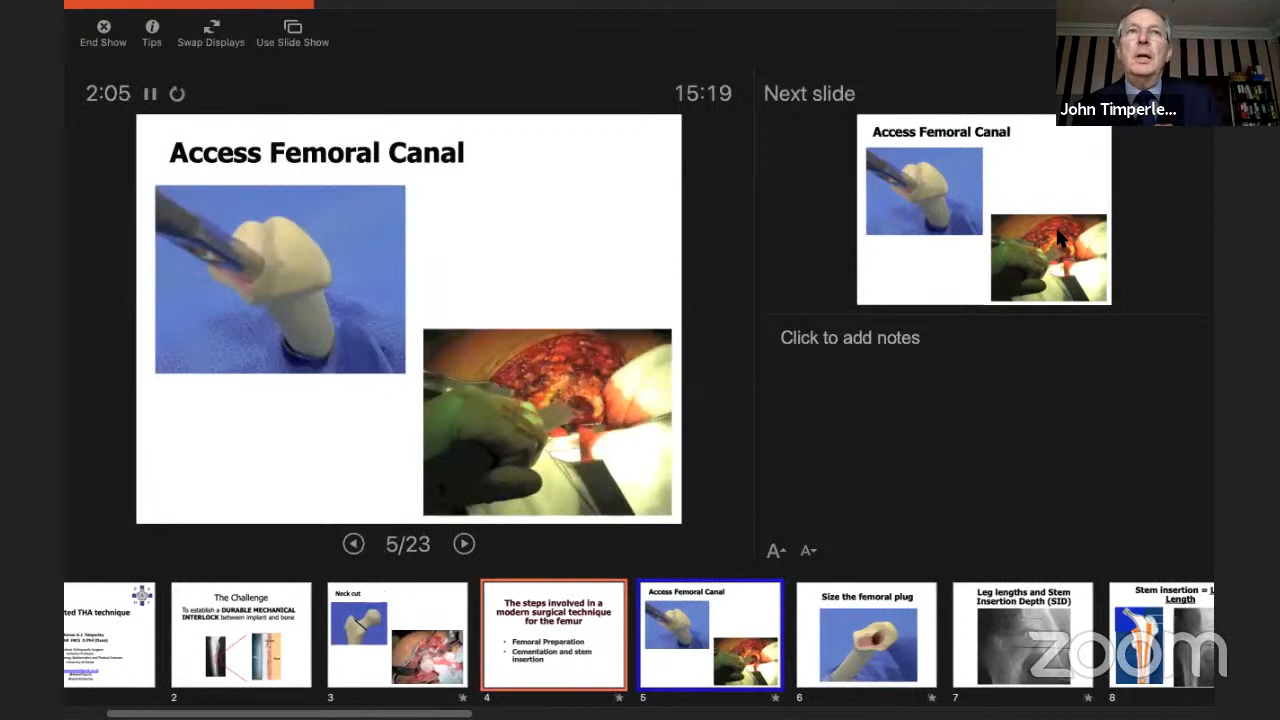 End Show
Tips
Swap Displays
Use Slide Show
2:05
15:19
Next slide
John Timperle...
Access Femoral Canal
Access Femoral Canal
Click to add notes
5/23
A
A
ted THA technique
2
The Challenge
To establish a DURABLE MECHANICAL
INTERLOCK between implant and bone
3
Neck cut
4
The steps involved in a
modern surgical technique
for the femur
• Femoral Preparation
• Cementation and stem
insertion
5
Access Femoral Canal
6
Size the femoral plug
7
Leg lengths and Stem
Insertion Depth (SID)
8
Stem insertion = L
Length
zoom